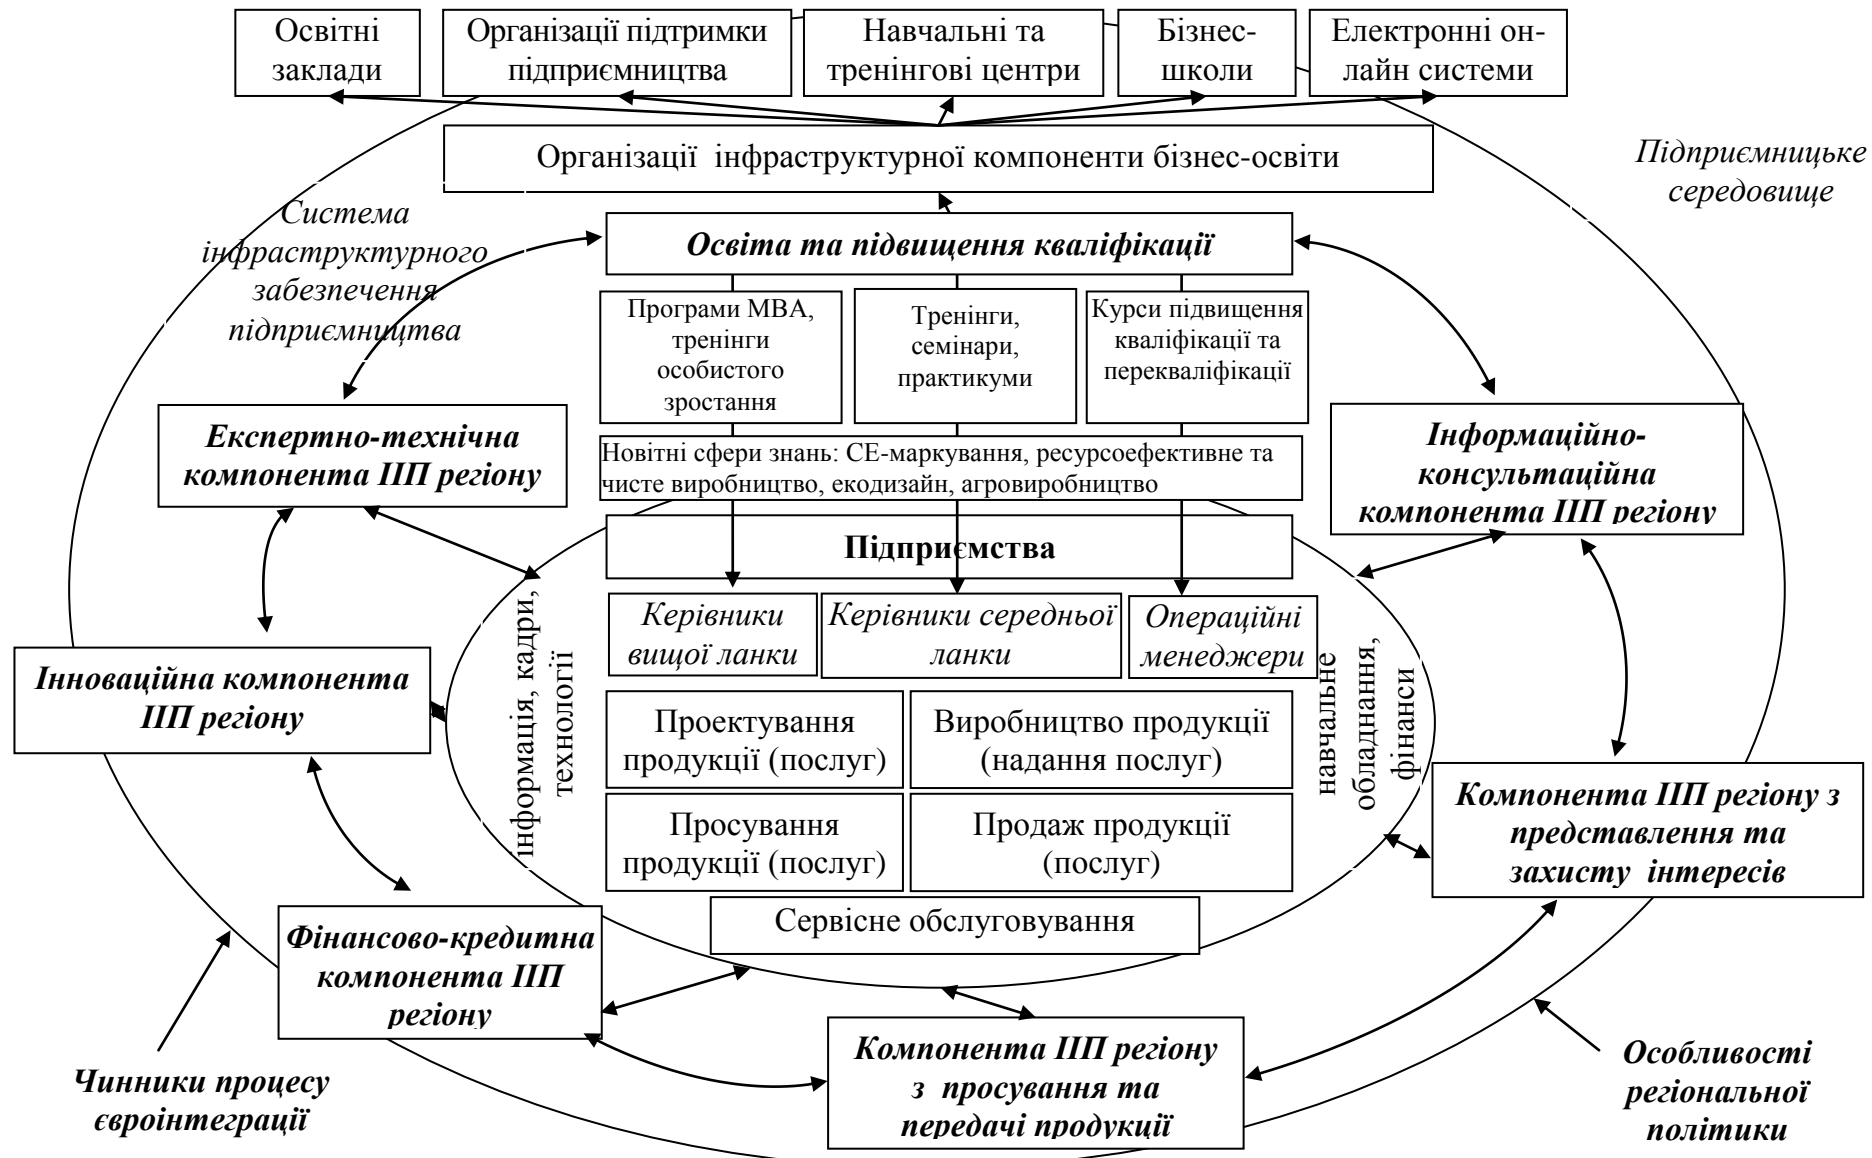 Освітні
заклади
Організації підтримки
підприємництва
Навчальні та
тренінгові центри
Бізнес-
школи
Електронні он-
лайн системи
Організації інфраструктурної компоненти бізнес-освіти
Підприємницьке
середовище
Система
інфраструктурного
забезпечення
підприємництва
Освіта та підвищення кваліфікації
Програми МВА,
тренінги
особистого
зростання
Тренінги,
семінари,
практикуми
Курси підвищення
кваліфікації та
перекваліфікації
Експертно-технічна
компонента ІІП регіону
Інформаційно-
консультаційна
компонента ІІП регіону
Новітні сфери знань: СЕ-маркування, ресурсоефективне та
чисте виробництво, екодизайн, агровиробництво
Підприємства
Керівники
вищої ланки
Керівники середньої
ланки
Операційні
менеджери
інформація, кадри,
технології
навчальне
обладнання,
фінанси
Інноваційна компонента
ІІП регіону
Проектування
продукції (послуг)
Виробництво продукції
(надання послуг)
Просування
продукції (послуг)
Продаж продукції
(послуг)
Сервісне обслуговування
Компонента ІІП регіону з
представлення та
захисту інтересів
Фінансово-кредитна
компонента ІІП
регіону
Компонента ІІП регіону
з просування та
передачі продукції
Чинники процесу
євроінтеграції
Особливості
регіональної
політики